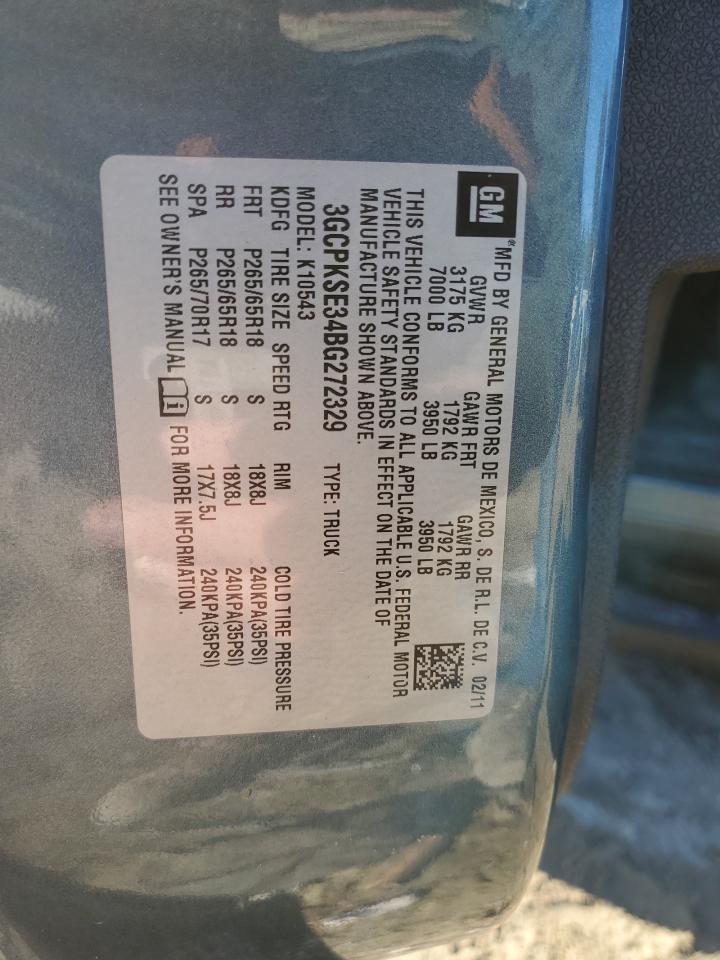 GM
® MFD BY GENERAL MOTORS DE MEXICO, S. DE R.L. DE C.V. 02/11
GVWR GAWR FRT GAWR RR
3175 KG 1792 KG 1792 KG
7000 LB 3950 LB 3950 LB
THIS VEHICLE CONFORMS TO ALL APPLICABLE U.S. FEDERAL MOTOR
VEHICLE SAFETY STANDARDS IN EFFECT ON THE DATE OF
MANUFACTURE SHOWN ABOVE.
3GCPKSE34BG272329 TYPE: TRUCK
MODEL: K10543
KDFG TIRE SIZE SPEED RTG RIM COLD TIRE PRESSURE
FRT P265/65R18 S 18X8J 240KPA(35PSI)
RR P265/65R18 S 18X8J 240KPA(35PSI)
SPA P265/70R17 S 17X7.5J 240KPA(35PSI)
SEE OWNER'S MANUAL i FOR MORE INFORMATION.